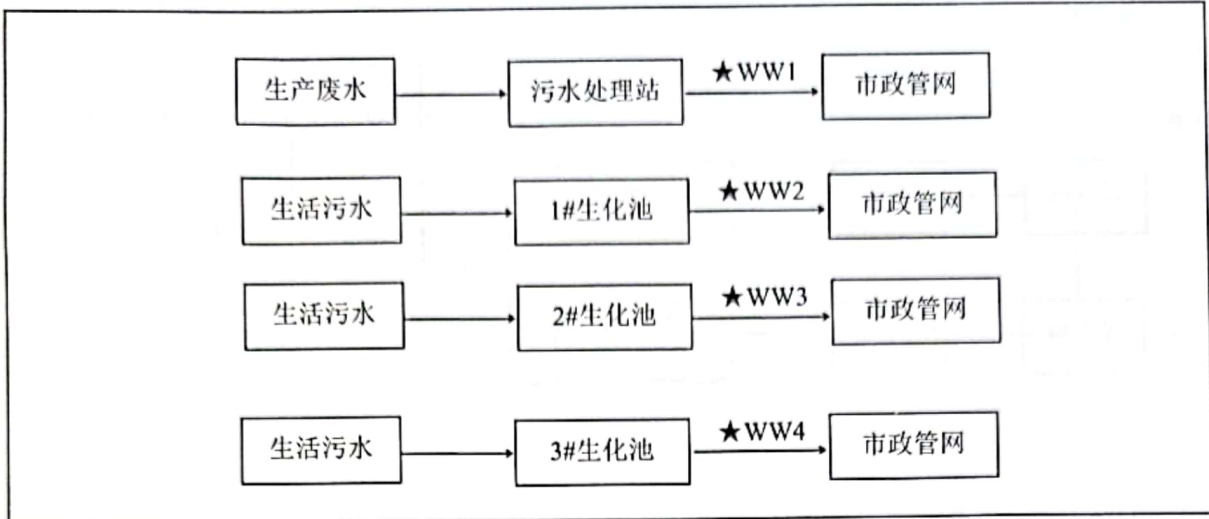 生产废水 污水处理站 ★WW1 市政管网
生活污水 1#生化池 ★WW2 市政管网
生活污水 2#生化池 ★WW3 市政管网
生活污水 3#生化池 ★WW4 市政管网